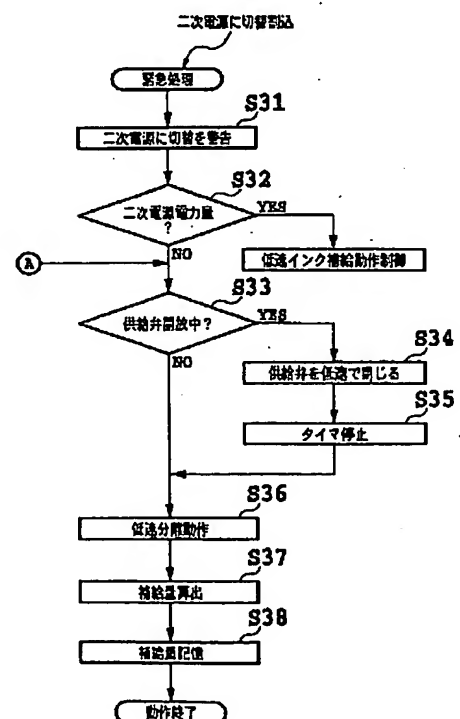 二次電源に切替割込
緊急処理
S31
二次電源に切替を警告
S32
二次電源電力量
?
YES
NO
低速インク補給動作制御
A
S33
供給弁開放中?
YES
NO
S34
供給弁を低速で閉じる
S35
タイマ停止
S36
低速分離動作
S37
補給量算出
S38
補給量記憶
動作終了